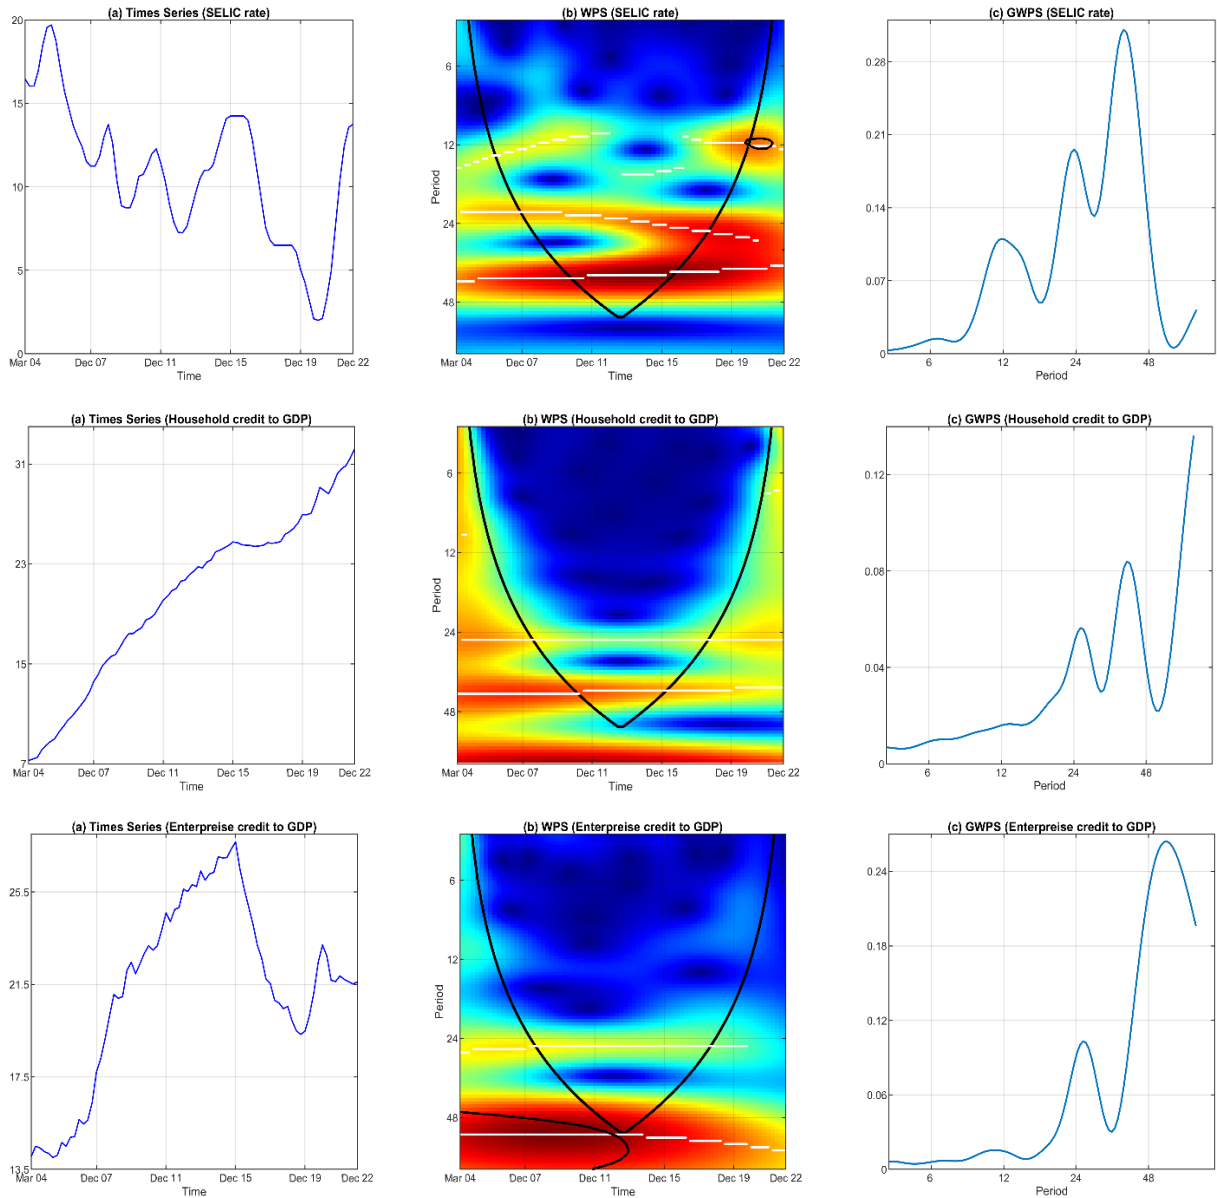 (a) Times Series (SELIC rate)
20
15
10
5
0
Mar 04 Dec 07 Dec 11 Dec 15 Dec 19 Dec 22
Time
(b) WPS (SELIC rate)
Period
6
12
24
48
Mar 04 Dec 07 Dec 11 Dec 15 Dec 19 Dec 22
Time
(c) GWPS (SELIC rate)
0.28
0.21
0.14
0.07
0
6 12 24 48
Period
(a) Times Series (Household credit to GDP)
31
23
15
7
Mar 04 Dec 07 Dec 11 Dec 15 Dec 19 Dec 22
Time
(b) WPS (Household credit to GDP)
Period
6
12
24
48
Mar 04 Dec 07 Dec 11 Dec 15 Dec 19 Dec 22
Time
(c) GWPS (Household credit to GDP)
0.12
0.08
0.04
0
6 12 24 48
Period
(a) Times Series (Enterpreise credit to GDP)
25.5
21.5
17.5
13.5
Mar 04 Dec 07 Dec 11 Dec 15 Dec 19 Dec 22
Time
(b) WPS (Enterpreise credit to GDP)
Period
6
12
24
48
Mar 04 Dec 07 Dec 11 Dec 15 Dec 19 Dec 22
Time
(c) GWPS (Enterpreise credit to GDP)
0.24
0.18
0.12
0.06
0
6 12 24 48
Period